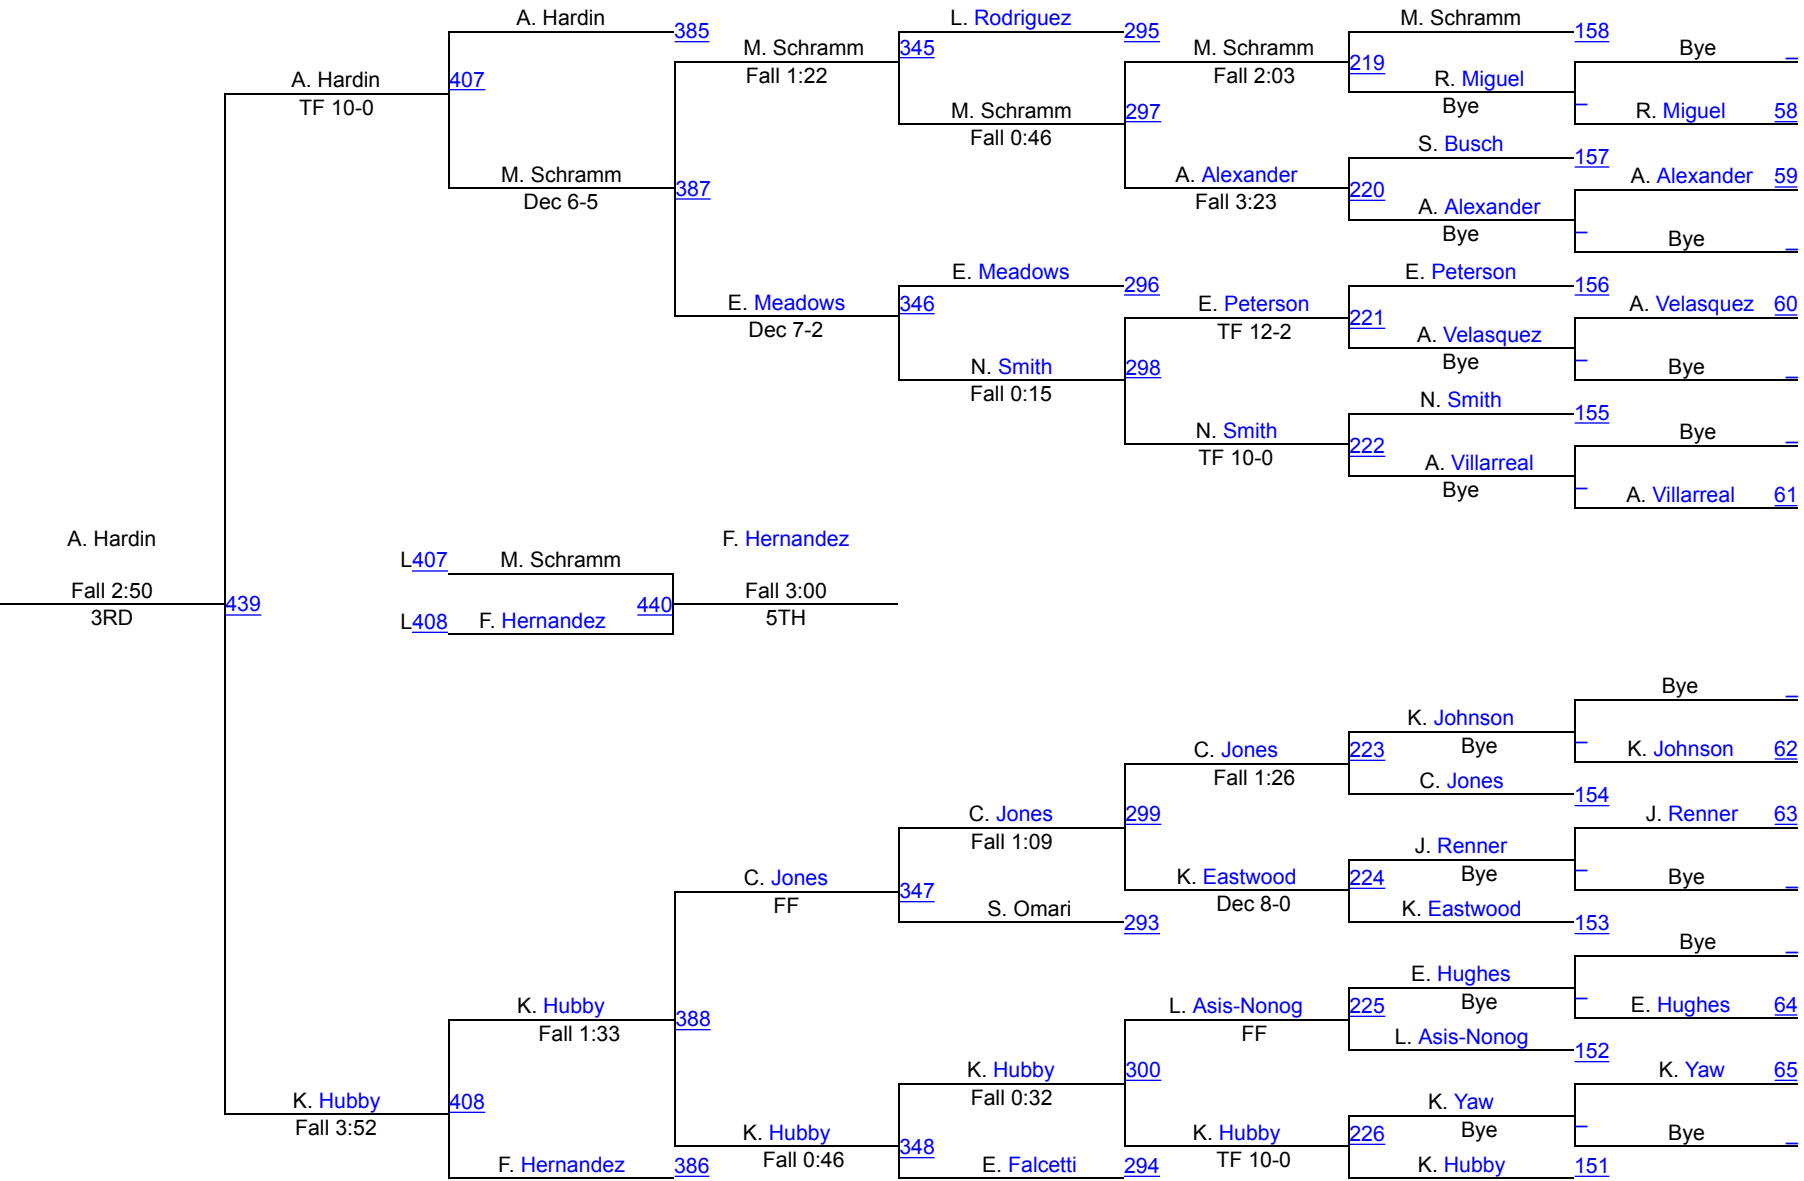 A. Hardin
385
L. Rodriguez
295
M. Schramm
158
M. Schramm
345
M. Schramm
Bye
_
Fall 1:22
Fall 2:03
219
A. Hardin
407
R. Miguel
TF 10-0
Bye
_
R. Miguel
58
M. Schramm
297
Fall 0:46
S. Busch
157
M. Schramm
387
A. Alexander
220
A. Alexander
59
Dec 6-5
Fall 3:23
A. Alexander
Bye
_
Bye
_
E. Meadows
296
E. Peterson
156
E. Meadows
346
E. Peterson
221
A. Velasquez
60
Dec 7-2
TF 12-2
A. Velasquez
Bye
_
Bye
_
N. Smith
298
Fall 0:15
N. Smith
155
N. Smith
222
Bye
_
TF 10-0
A. Villarreal
Bye
_
A. Villarreal
61
A. Hardin
F. Hernandez
L407
M. Schramm
Fall 2:50
439
440
Fall 3:00
3RD
L408
F. Hernandez
5TH
Bye
_
K. Johnson
C. Jones
223
Bye
_
K. Johnson
62
Fall 1:26
C. Jones
154
C. Jones
299
J. Renner
63
Fall 1:09
J. Renner
C. Jones
347
K. Eastwood
224
Bye
_
Bye
_
FF
S. Omari
293
Dec 8-0
K. Eastwood
153
Bye
_
E. Hughes
K. Hubby
388
L. Asis-Nonog
225
Bye
_
E. Hughes
64
Fall 1:33
FF
L. Asis-Nonog
152
K. Hubby
300
K. Yaw
65
K. Hubby
408
Fall 0:32
K. Yaw
Fall 3:52
K. Hubby
348
K. Hubby
226
Bye
_
Bye
_
F. Hernandez
386
Fall 0:46
E. Falcetti
294
TF 10-0
K. Hubby
151